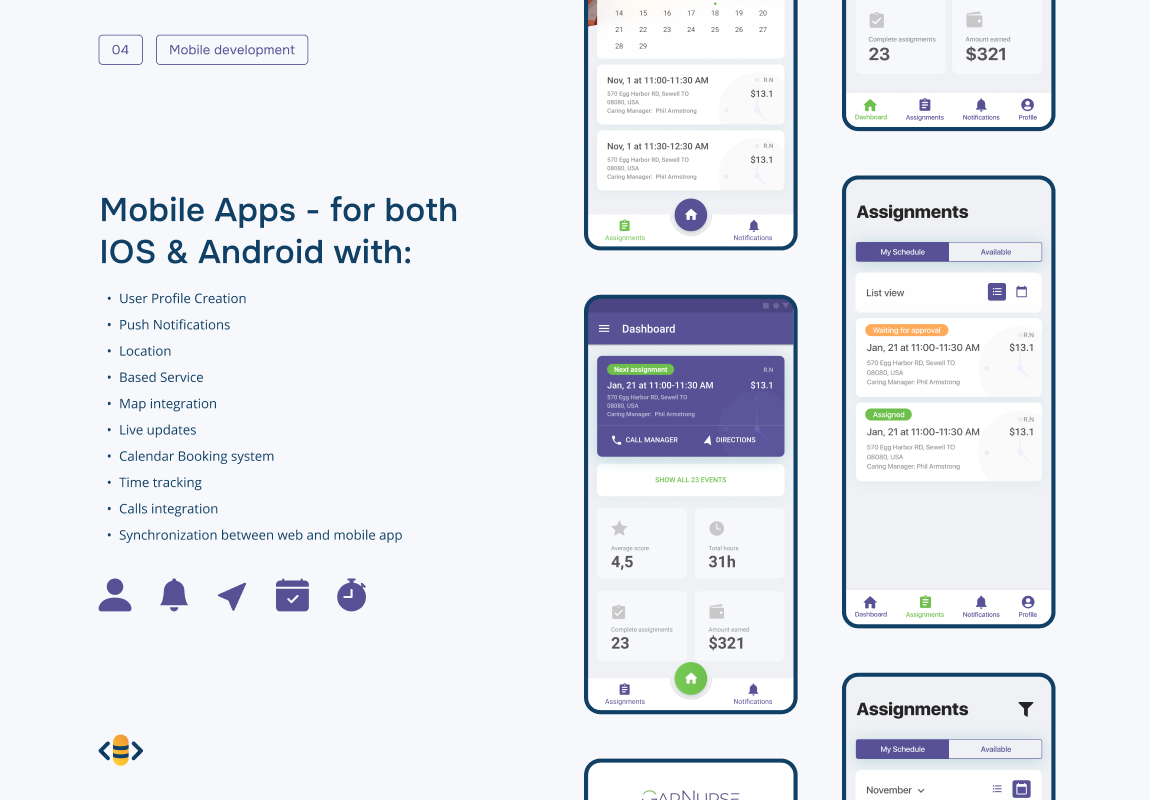 04
Mobile development
Mobile Apps - for both
IOS & Android with:
• User Profile Creation
• Push Notifications
• Location
• Based Service
• Map integration
• Live updates
• Calendar Booking system
• Time tracking
• Calls integration
• Synchronization between web and mobile app
14 15 16 17 18 19 20
21 22 23 24 25 26 27
28 29
Nov, 1 at 11:00-11:30 AM
R.N
570 Egg Harbor RD, Sewell TO
$13.1
08080, USA
Caring Manager: Phil Armstrong
Nov, 1 at 11:30-12:30 AM
R.N
570 Egg Harbor RD, Sewell TO
$13.1
08080, USA
Caring Manager: Phil Armstrong
Assignments
Notifications
Dashboard
Next assignment
R.N
Jan, 21 at 11:00-11:30 AM
$13.1
570 Egg Harbor RD, Sewell TO
08080, USA
Caring Manager: Phil Armstrong
CALL MANAGER
DIRECTIONS
SHOW ALL 23 EVENTS
Average score
4,5
Total hours
31h
Complete assignments
23
Amount earned
$321
Assignments
Notifications
GAPNURSE
Complete assignments
23
Amount earned
$321
Dashboard
Assignments
Notifications
Profile
Assignments
My Schedule
Available
List view
Waiting for approval
R.N
Jan, 21 at 11:00-11:30 AM
$13.1
570 Egg Harbor RD, Sewell TO
08080, USA
Caring Manager: Phil Armstrong
Assigned
R.N
Jan, 21 at 11:00-11:30 AM
$13.1
570 Egg Harbor RD, Sewell TO
08080, USA
Caring Manager: Phil Armstrong
Dashboard
Assignments
Notifications
Profile
Assignments
My Schedule
Available
November